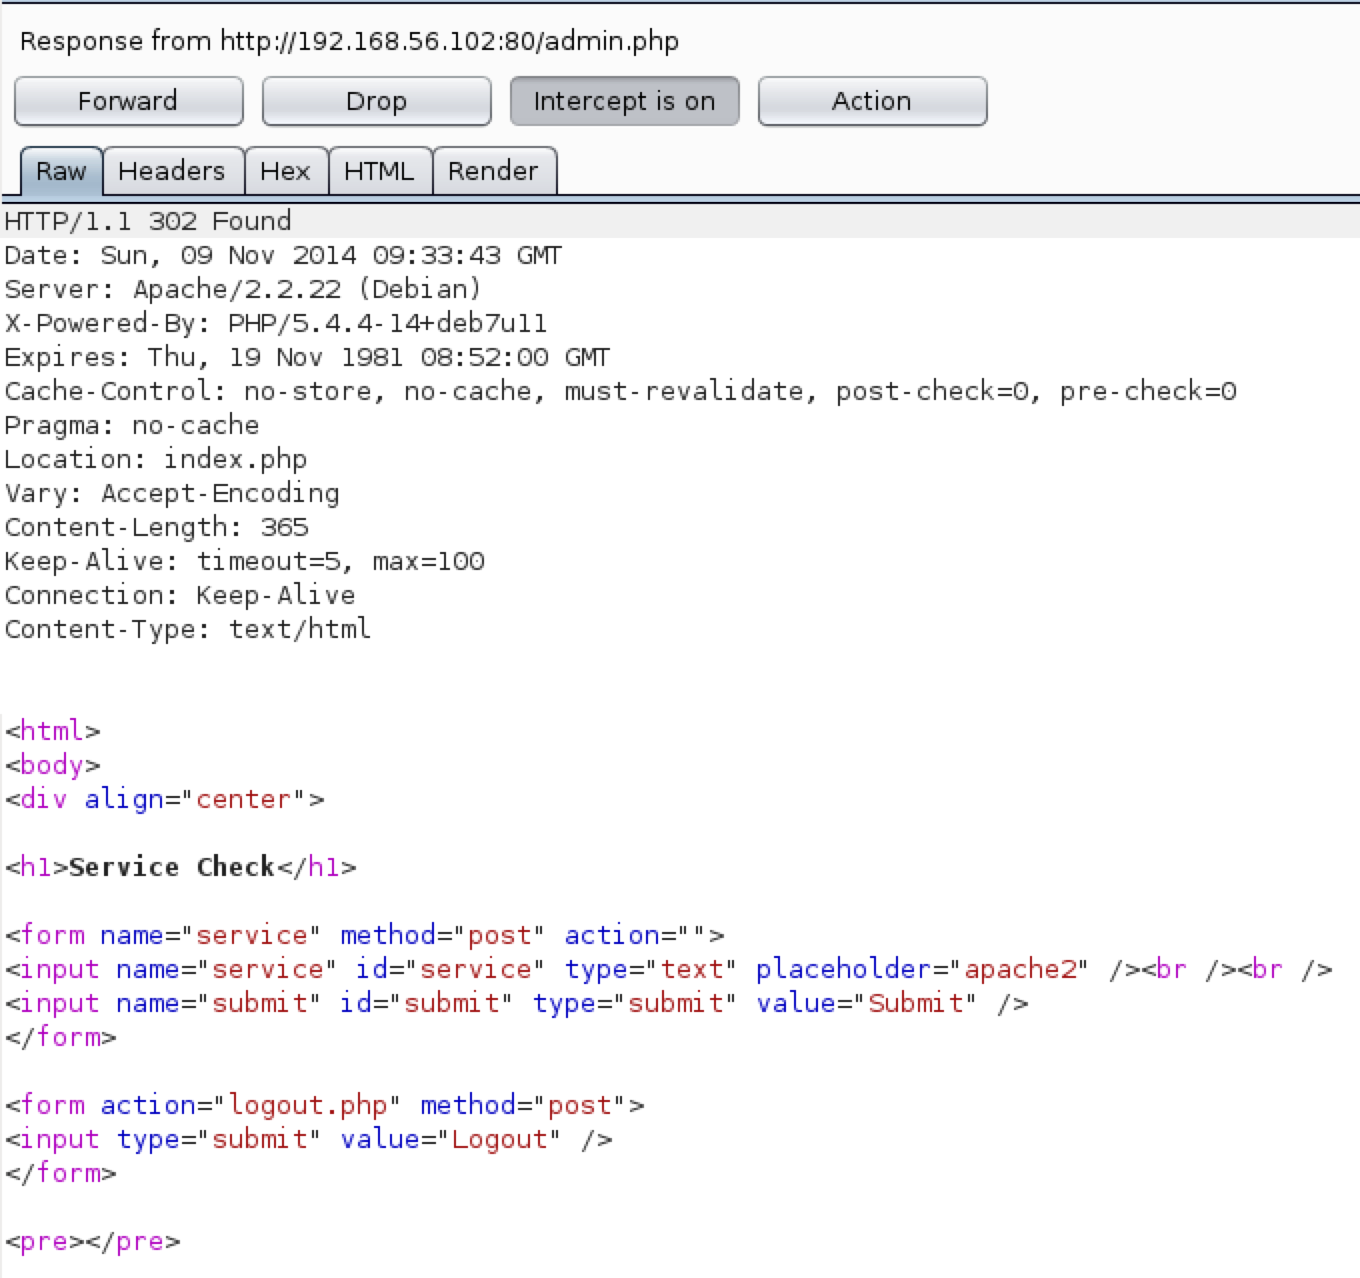 Response from http://192.168.56.102:80/admin.php
Forward Drop Intercept is on Action
Raw Headers Hex HTML Render
HTTP/1.1 302 Found
Date: Sun, 09 Nov 2014 09:33:43 GMT
Server: Apache/2.2.22 (Debian)
X-Powered-By: PHP/5.4.4-14+deb7u11
Expires: Thu, 19 Nov 1981 08:52:00 GMT
Cache-Control: no-store, no-cache, must-revalidate, post-check=0, pre-check=0
Pragma: no-cache
Location: index.php
Vary: Accept-Encoding
Content-Length: 365
Keep-Alive: timeout=5, max=100
Connection: Keep-Alive
Content-Type: text/html
<html>
<body>
<div align="center">
<h1>Service Check</h1>
<form name="service" method="post" action="">
<input name="service" id="service" type="text" placeholder="apache2" /><br /><br />
<input name="submit" id="submit" type="submit" value="Submit" />
</form>
<form action="logout.php" method="post">
<input type="submit" value="Logout" />
</form>
<pre></pre>